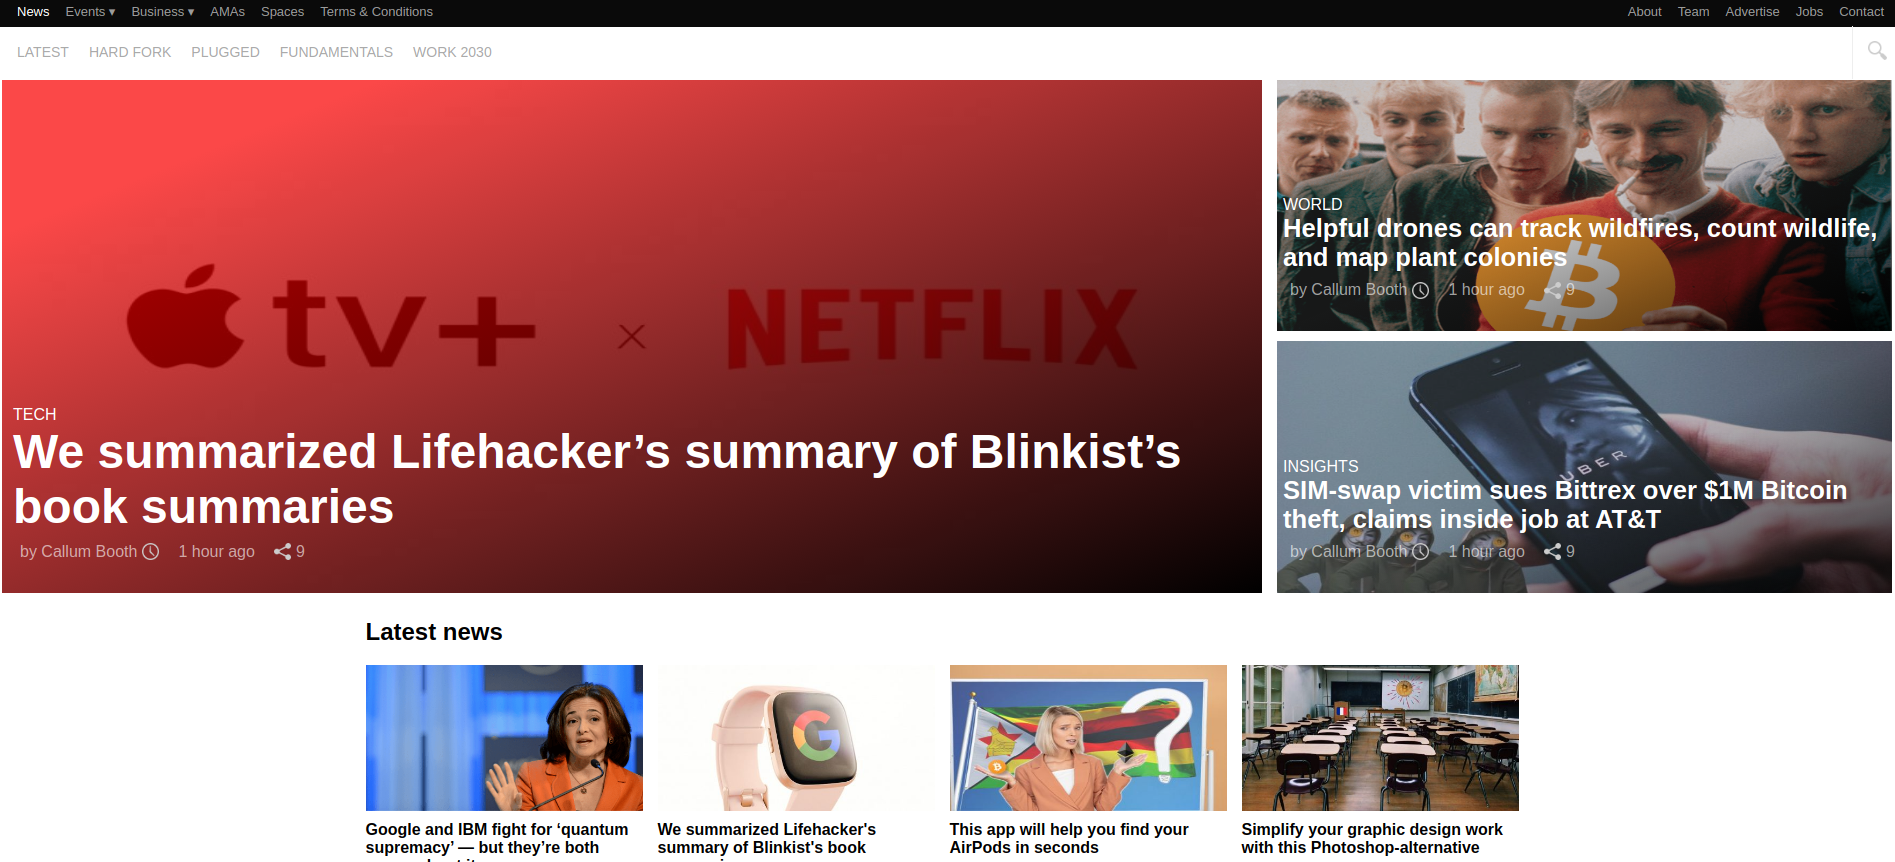 News Events ▾ Business ▾ AMAs Spaces Terms & Conditions About Team Advertise Jobs Contact
LATEST HARD FORK PLUGGED FUNDAMENTALS WORK 2030
tv+ × NETFLIX
TECH
We summarized Lifehacker’s summary of Blinkist’s
book summaries
by Callum Booth 1 hour ago 9
WORLD
Helpful drones can track wildfires, count wildlife,
and map plant colonies
by Callum Booth 1 hour ago 9
UBER
INSIGHTS
SIM-swap victim sues Bittrex over $1M Bitcoin
theft, claims inside job at AT&T
by Callum Booth 1 hour ago 9
Latest news
Google and IBM fight for ‘quantum
supremacy’ — but they’re both
We summarized Lifehacker's
summary of Blinkist's book
This app will help you find your
AirPods in seconds
Simplify your graphic design work
with this Photoshop-alternative